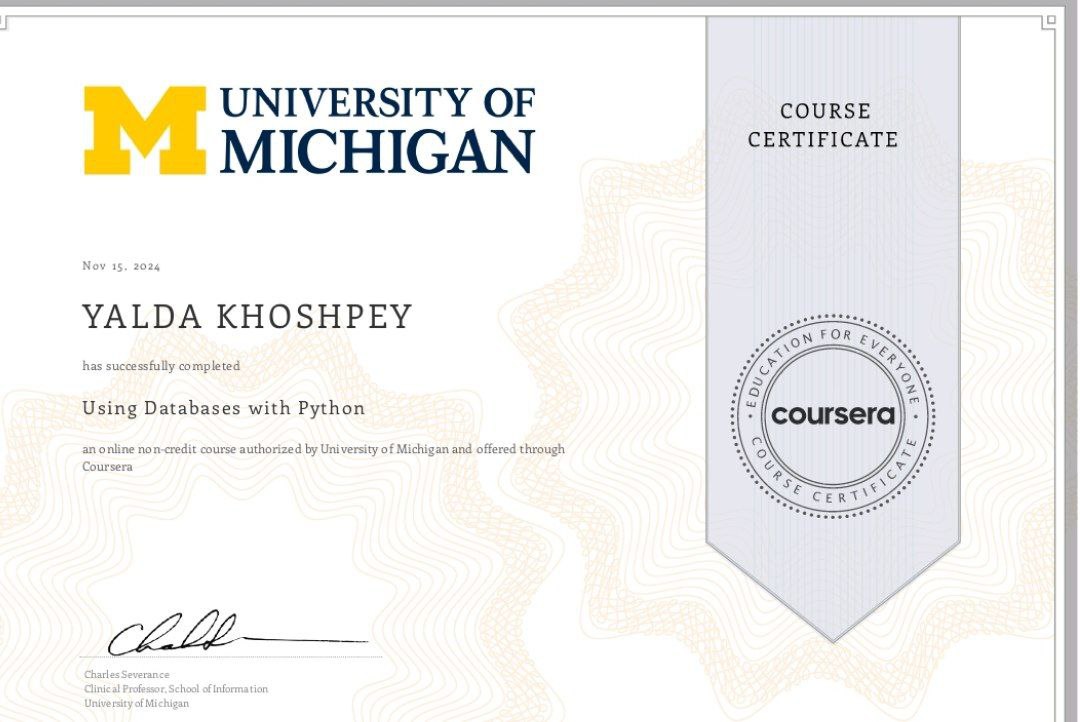 UNIVERSITY OF
MICHIGAN
COURSE
CERTIFICATE
Nov 15, 2024
YALDA KHOSHPEY
has successfully completed
Using Databases with Python
an online non-credit course authorized by University of Michigan and offered through
Coursera
EDUCATION FOR EVERYONE
coursera
COURSE CERTIFICATE
Charles Severance
Clinical Professor, School of Information
University of Michigan